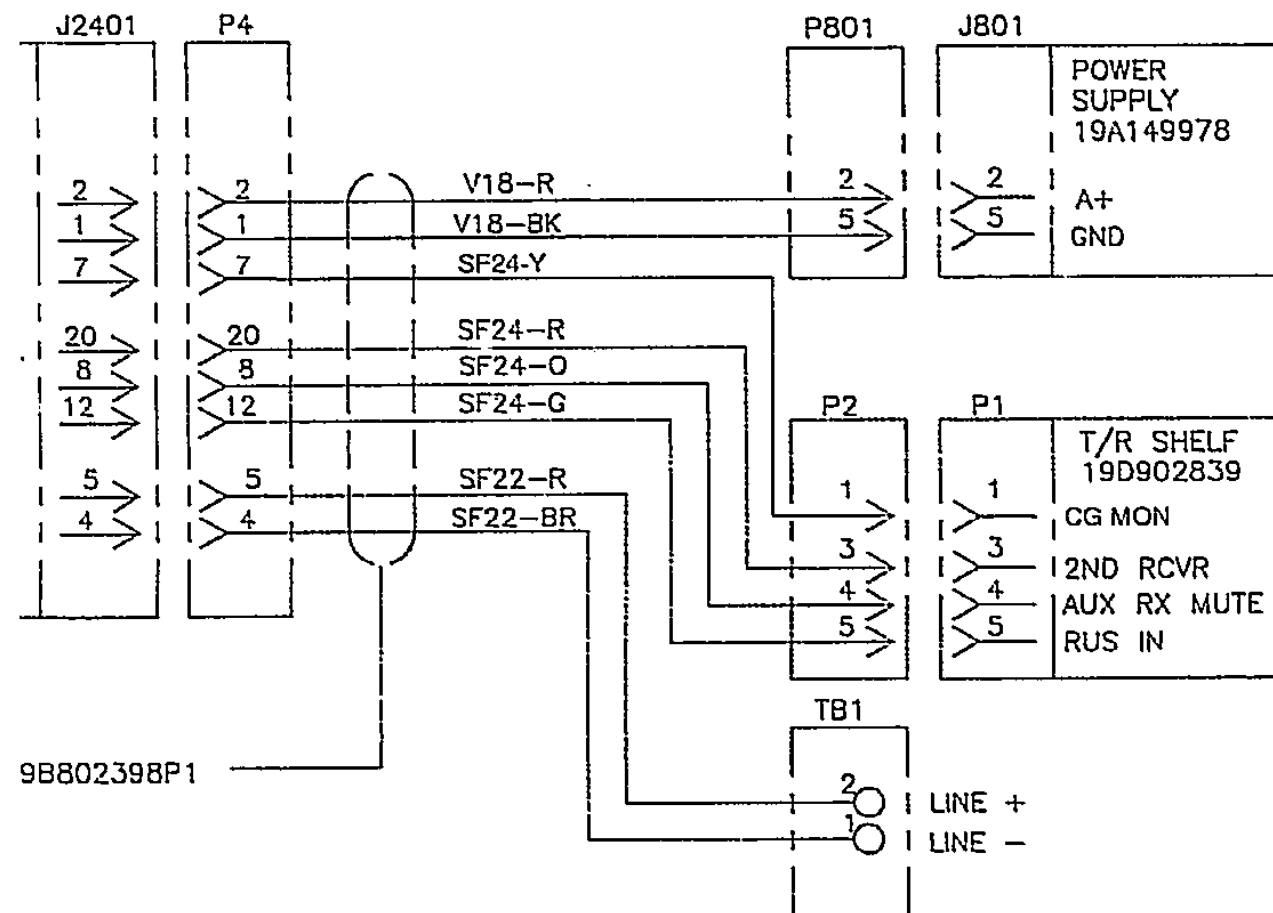 J2401 P4 P801 J801
POWER
SUPPLY
19A149978
2 2 V18-R 2 2 A+
1 1 V18-BK 5 5 GND
7 7 SF24-Y
20 20 SF24-R
8 8 SF24-O
12 12 SF24-G
P2 P1
T/R SHELF
19D902839
5 5 SF22-R
4 4 SF22-BR
1 1 CG MON
3 3 2ND RCVR
4 4 AUX RX MUTE
5 5 RUS IN
TB1
9B802398P1
2 LINE +
1 LINE -